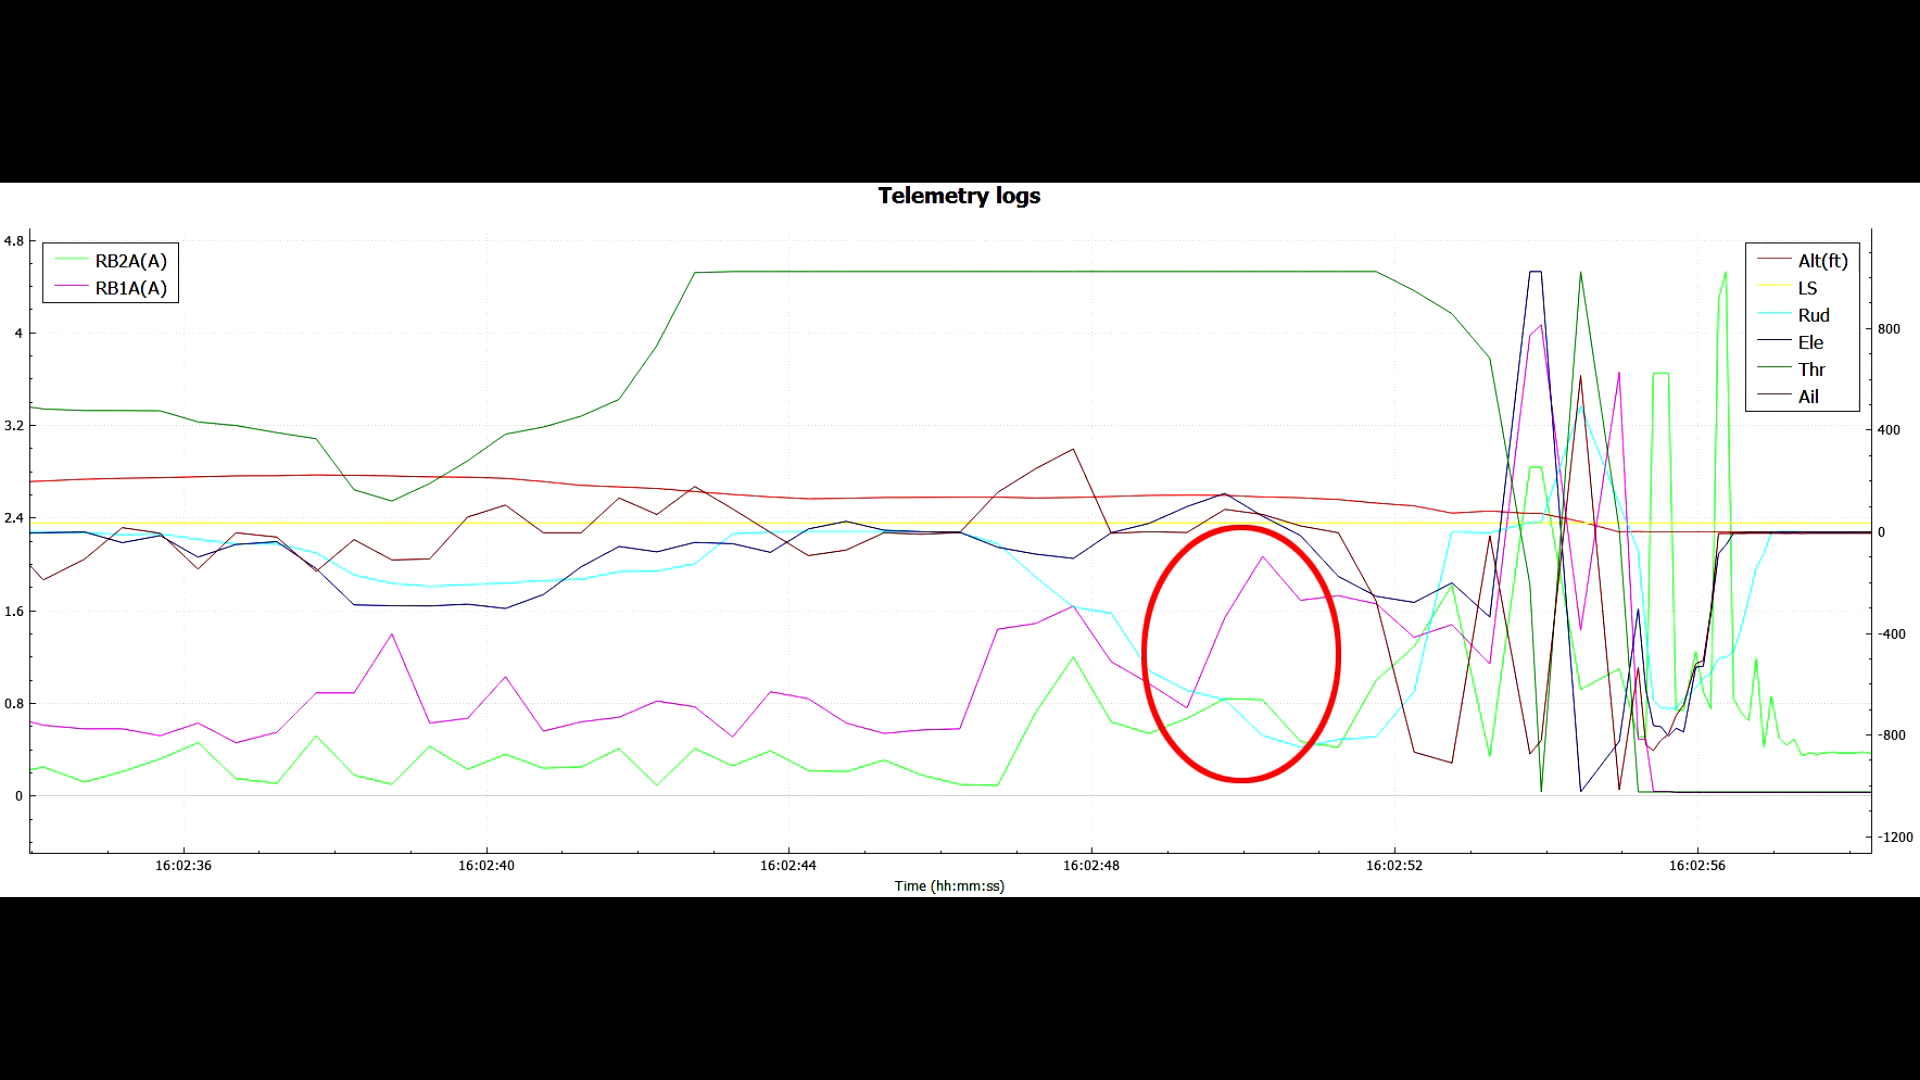 Telemetry logs
4.8
4
3.2
2.4
1.6
0.8
0
RB2A(A)
RB1A(A)
Alt(ft)
LS
Rud
Ele
Thr
Ail
800
400
0
-400
-800
-1200
16:02:36 16:02:40 16:02:44 16:02:48 16:02:52 16:02:56
Time (hh:mm:ss)